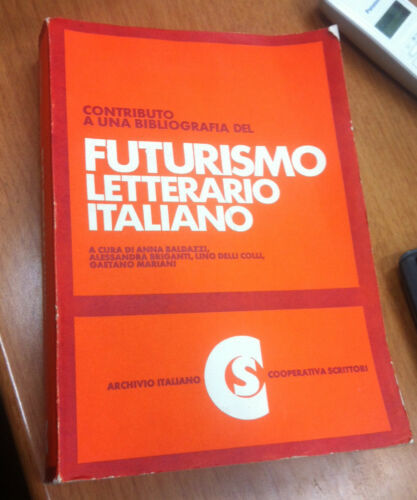 CONTRIBUTO
A UNA BIBLIOGRAFIA DEL
FUTURISMO
LETTERARIO
ITALIANO
A CURA DI ANNA BALDAZZI,
ALESSANDRA BRIGANTI, LINO DELLI COLLI,
GAETANO MARIANI
ARCHIVIO ITALIANO
CS
COOPERATIVA SCRITTORI
Panasonic